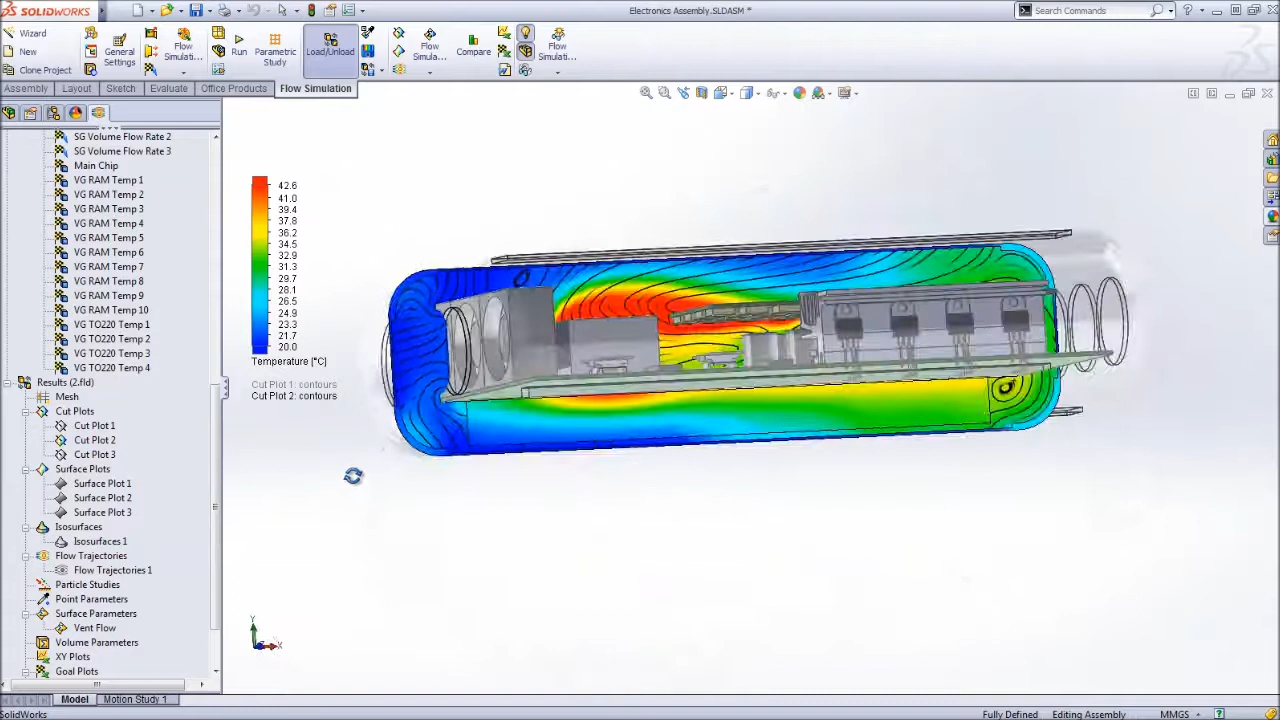 SOLIDWORKS
Electronics Assembly.SLDASM *
Search Commands
Wizard
New
Clone Project
General
Settings
Flow
Simulati...
Run
Parametric
Study
Load/Unload
Flow
Simula...
Compare
Flow
Simulati...
Assembly
Layout
Sketch
Evaluate
Office Products
Flow Simulation
SG Volume Flow Rate 2
SG Volume Flow Rate 3
Main Chip
VG RAM Temp 1
VG RAM Temp 2
VG RAM Temp 3
VG RAM Temp 4
VG RAM Temp 5
VG RAM Temp 6
VG RAM Temp 7
VG RAM Temp 8
VG RAM Temp 9
VG RAM Temp 10
VG TO220 Temp 1
VG TO220 Temp 2
VG TO220 Temp 3
VG TO220 Temp 4
Results (2.fld)
Mesh
Cut Plots
Cut Plot 1
Cut Plot 2
Cut Plot 3
Surface Plots
Surface Plot 1
Surface Plot 2
Surface Plot 3
Isosurfaces
Isosurfaces 1
Flow Trajectories
Flow Trajectories 1
Particle Studies
Point Parameters
Surface Parameters
Vent Flow
Volume Parameters
XY Plots
Goal Plots
42.6
41.0
39.4
37.8
36.2
34.5
32.9
31.3
29.7
28.1
26.5
24.9
23.3
21.7
20.0
Temperature [°C]
Cut Plot 1: contours
Cut Plot 2: contours
Y
X
Model
Motion Study 1
SolidWorks
Fully Defined
Editing Assembly
MMGS